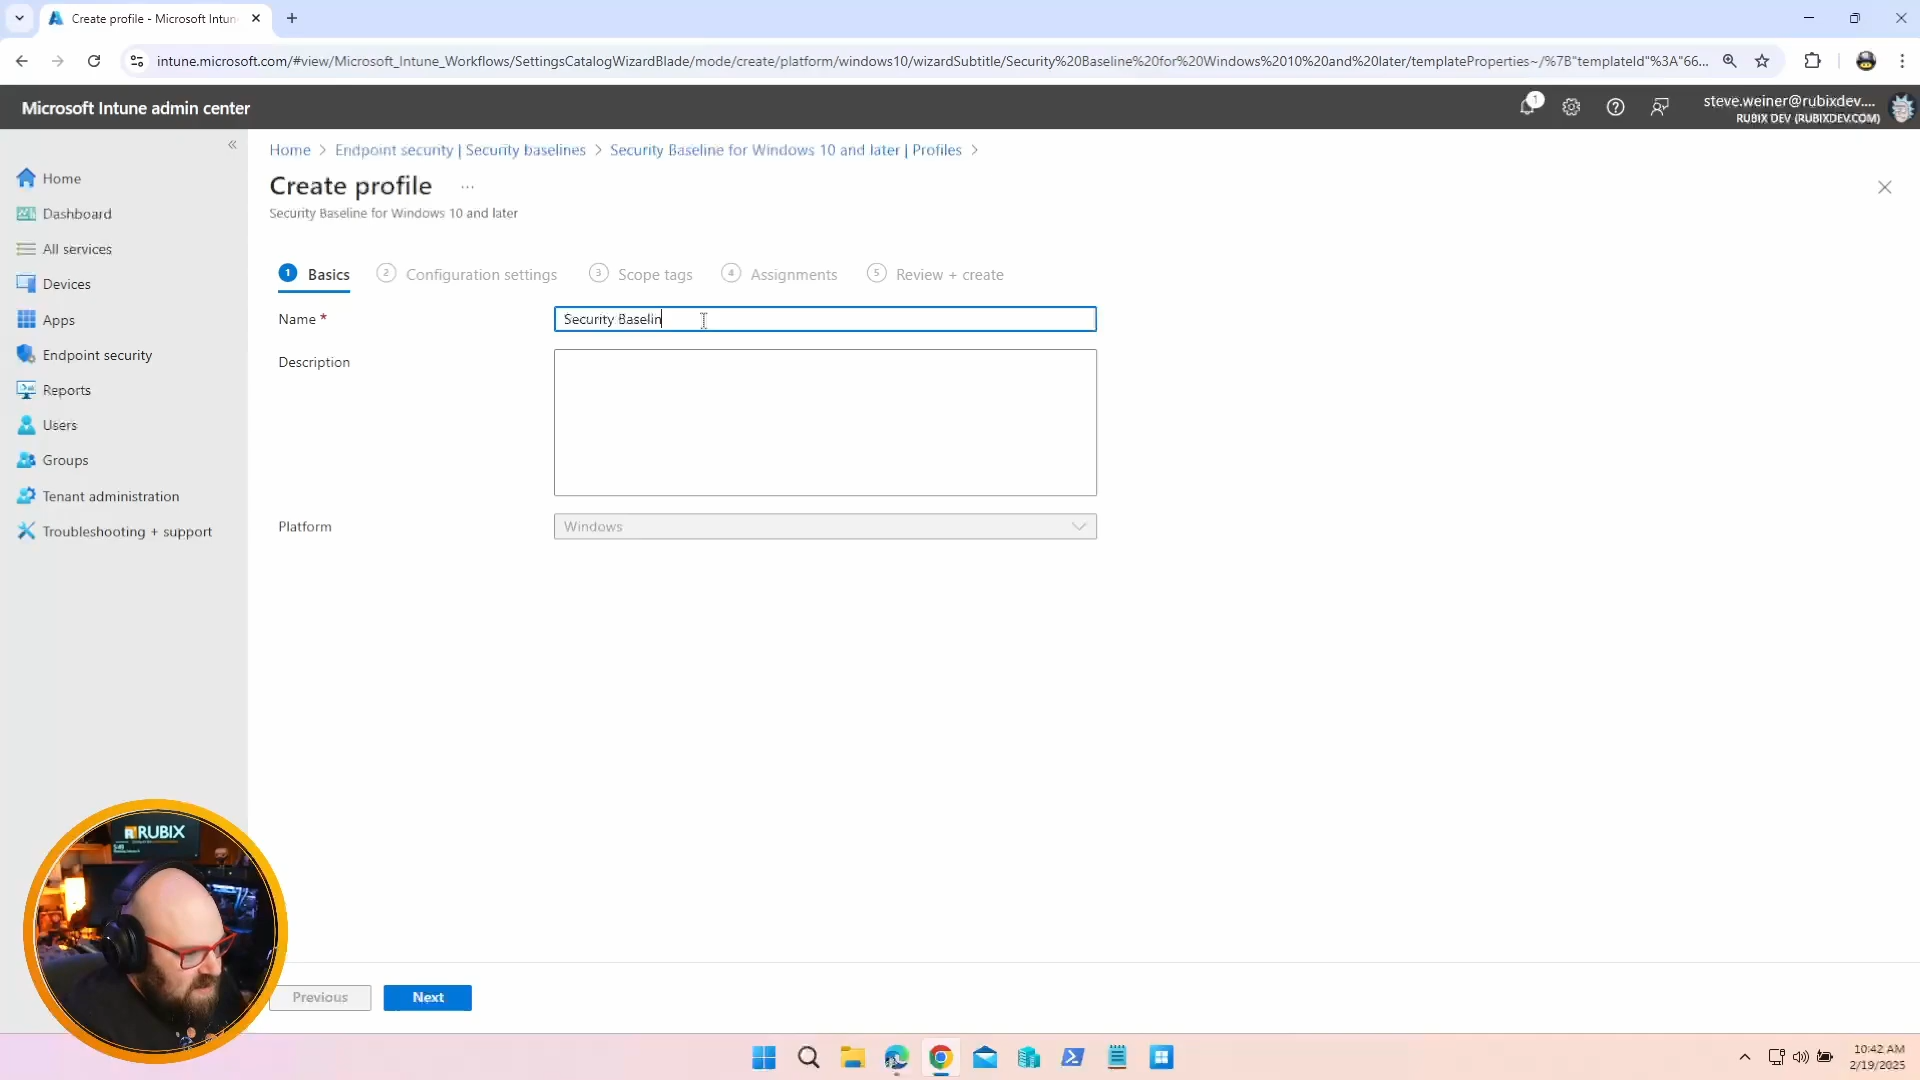 Create profile - Microsoft Intun
intune.microsoft.com/#view/Microsoft_Intune_Workflows/SettingsCatalogWizardBlade/mode/create/platform/windows10/wizardSubtitle/Security%20Baseline%20for%20Windows%2010%20and%20later/templateProperties~/%7B"templateId"%3A"66...
Microsoft Intune admin center
1
steve.weiner@rubixdev....
RUBIX DEV (RUBIXDEV.COM)
Home
Dashboard
All services
Devices
Apps
Endpoint security
Reports
Users
Groups
Tenant administration
Troubleshooting + support
Home > Endpoint security | Security baselines > Security Baseline for Windows 10 and later | Profiles >
Create profile ...
Security Baseline for Windows 10 and later
1 Basics 2 Configuration settings 3 Scope tags 4 Assignments 5 Review + create
Name * Security Baselin
Description
Platform Windows
Previous Next
RUBIX
10:42 AM
2/19/2025